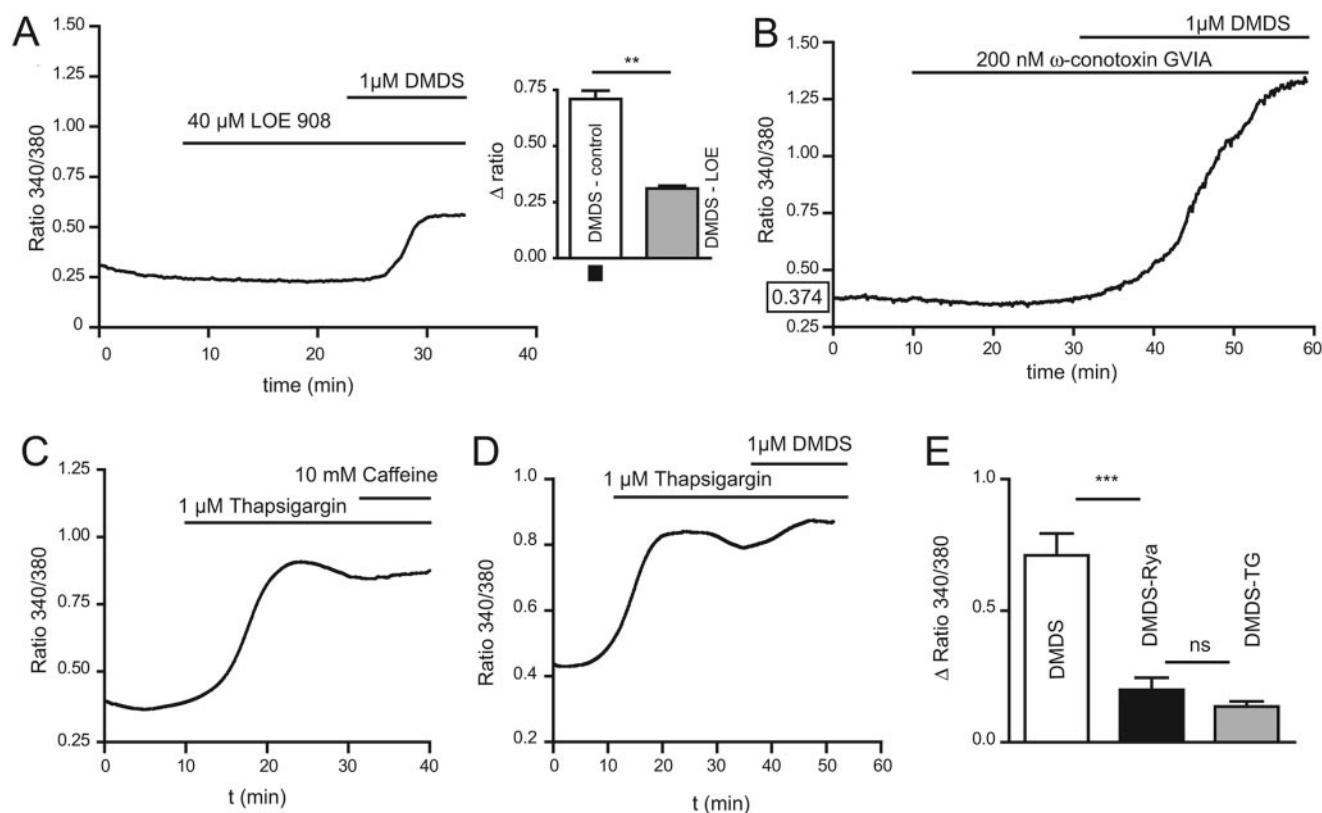 A
1.50
1.25
1.00
0.75
0.50
0.25
0
Ratio 340/380
1µM DMDS
40 µM LOE 908
0 10 20 30 40
time (min)
**
0.75
0.50
0.25
0.00
Δ ratio
DMDS - control
DMDS - LOE
B
1µM DMDS
200 nM ω-conotoxin GVIA
1.50
1.25
1.00
0.75
0.50
0.374
0.25
Ratio 340/380
0 10 20 30 40 50 60
time (min)
C
1.25
1.00
0.75
0.50
0.25
Ratio 340/380
10 mM Caffeine
1 µM Thapsigargin
0 10 20 30 40
t (min)
D
1µM DMDS
1 µM Thapsigargin
1.0
0.8
0.6
0.4
0.2
Ratio 340/380
0 10 20 30 40 50 60
t (min)
E
1.0
0.5
0.0
Δ Ratio 340/380
***
ns
DMDS
DMDS-Rya
DMDS-TG